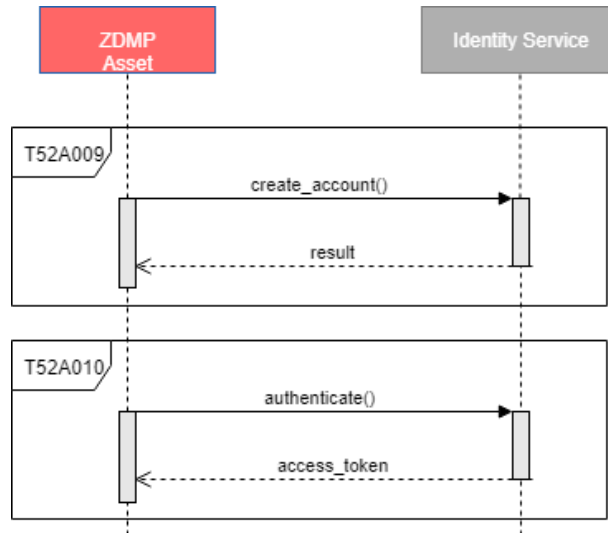 ZDMP
Asset
Identity Service
T52A009
create_account()
result
T52A010
authenticate()
access_token